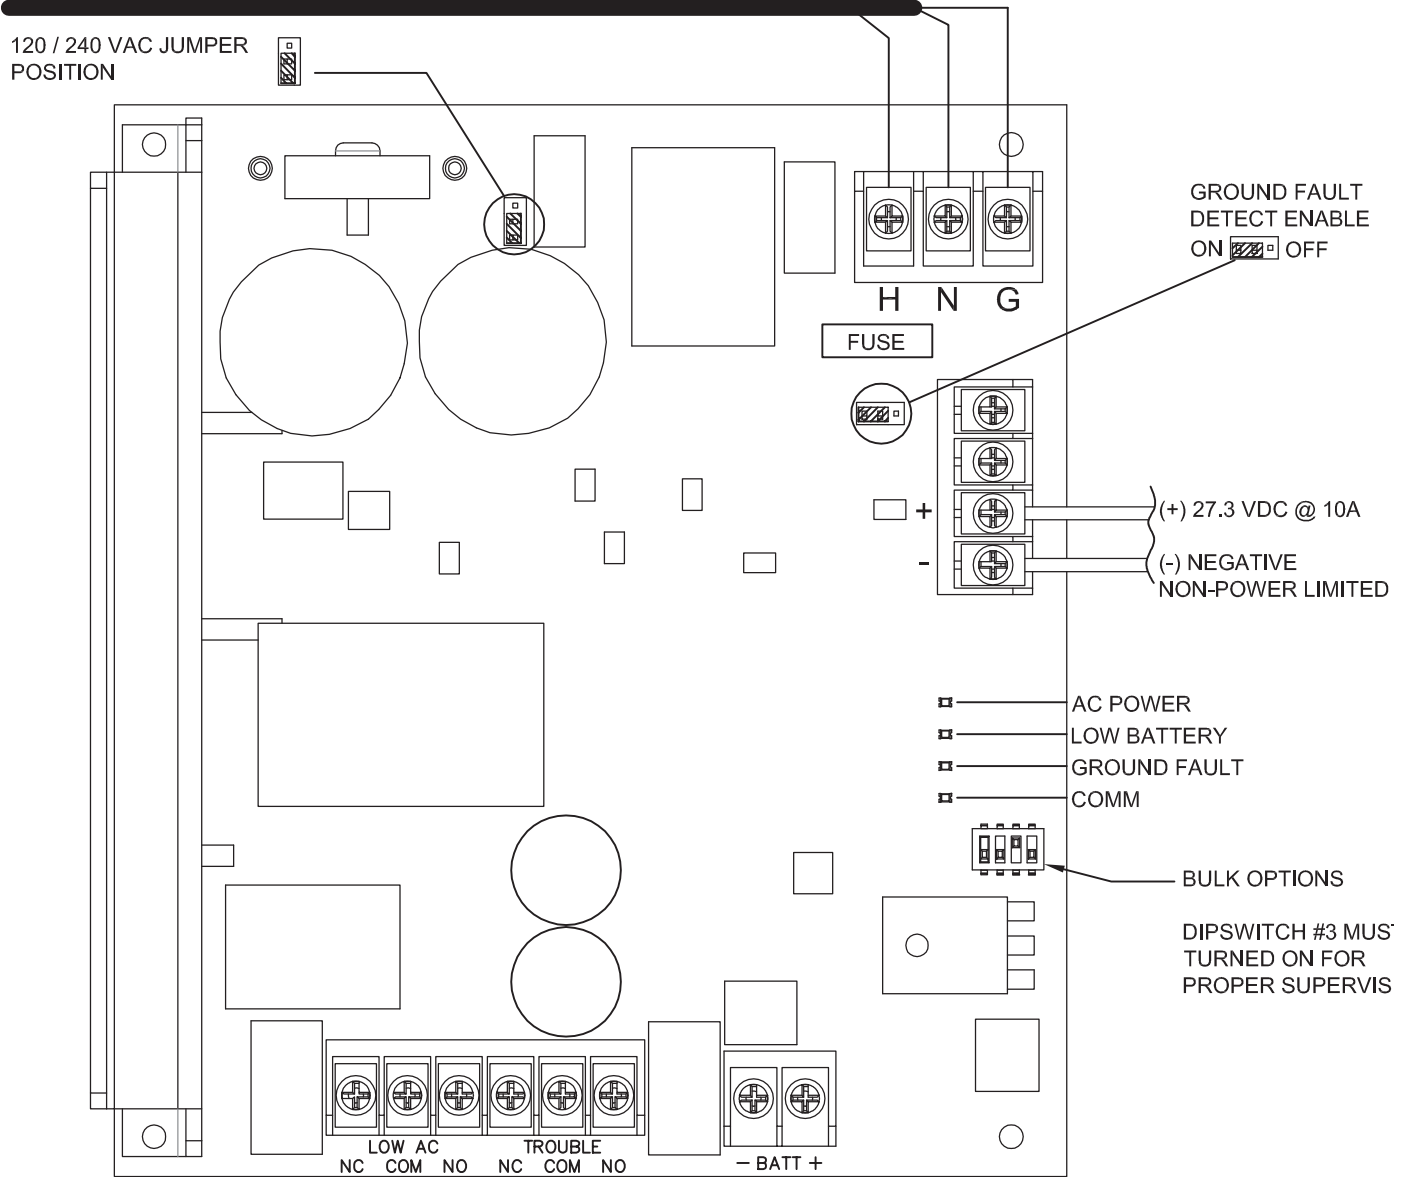 120 / 240 VAC JUMPER
POSITION
GROUND FAULT
DETECT ENABLE
ON OFF
H N G
FUSE
+
(+) 27.3 VDC @ 10A
-
(-) NEGATIVE
NON-POWER LIMITED
AC POWER
LOW BATTERY
GROUND FAULT
COMM
BULK OPTIONS
DIPSWITCH #3
TURNED ON FOR
PROPER
LOW AC TROUBLE
NC COM NO NC COM NO
- BATT +